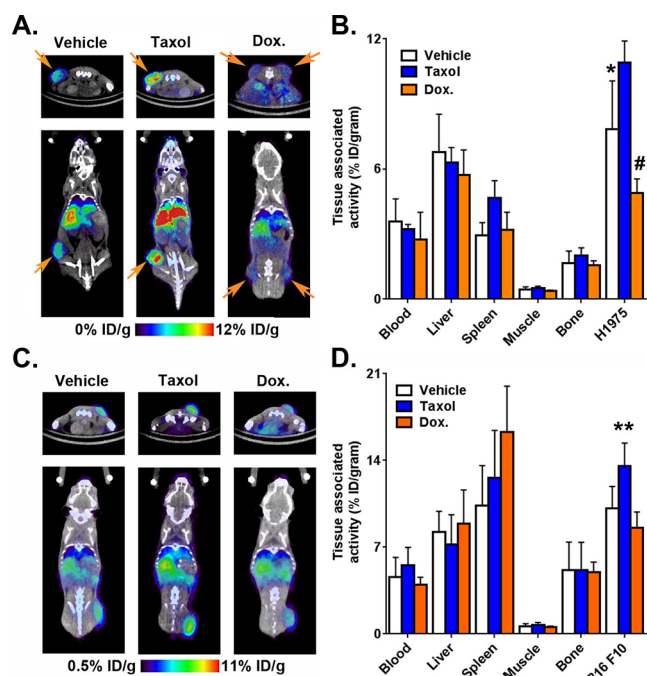 A.
Vehicle
Taxol
Dox.
0% ID/g
12% ID/g
B.
Tissue associated
activity (% ID/gram)
12
6
0
Vehicle
Taxol
Dox.
*
#
Blood
Liver
Spleen
Muscle
Bone
H1975
C.
Vehicle
Taxol
Dox.
0.5% ID/g
11% ID/g
D.
Tissue associated
activity (% ID/gram)
21
14
7
0
Vehicle
Taxol
Dox.
**
Blood
Liver
Spleen
Muscle
Bone